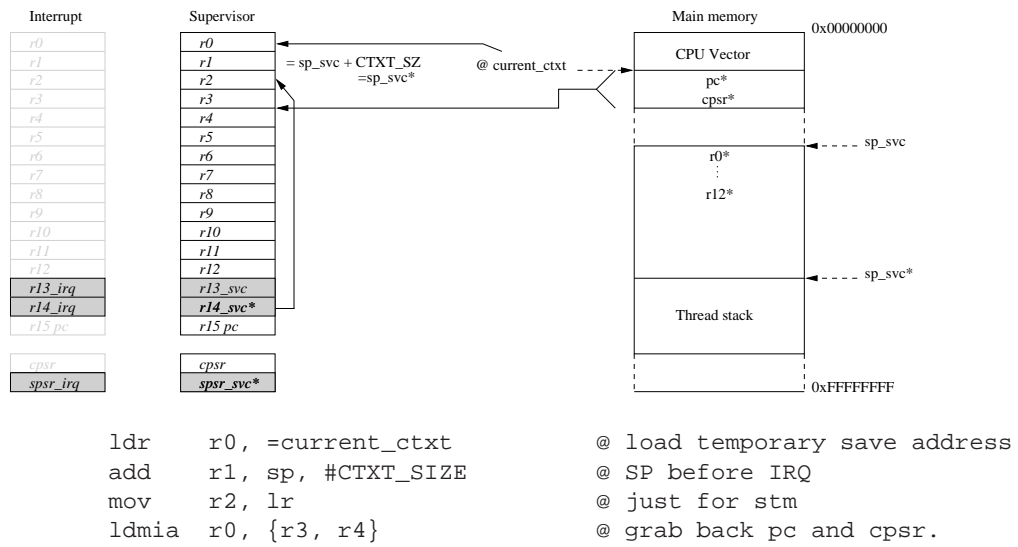 Interrupt
r0
r1
r2
r3
r4
r5
r6
r7
r8
r9
r10
r11
r12
r13_irq
r14_irq
r15 pc
cpsr
spsr_irq
Supervisor
r0
r1
r2
r3
r4
r5
r6
r7
r8
r9
r10
r11
r12
r13_svc
r14_svc*
r15 pc
cpsr
spsr_svc*
= sp_svc + CTXT_SZ
=sp_svc*
@ current_ctxt
Main memory
0x00000000
CPU Vector
pc*
cpsr*
sp_svc
r0*
r12*
sp_svc*
Thread stack
0xFFFFFFFF
ldr r0, =current_ctxt @ load temporary save address
add r1, sp, #CTXT_SIZE @ SP before IRQ
mov r2, lr @ just for stm
ldmia r0, {r3, r4} @ grab back pc and cpsr.